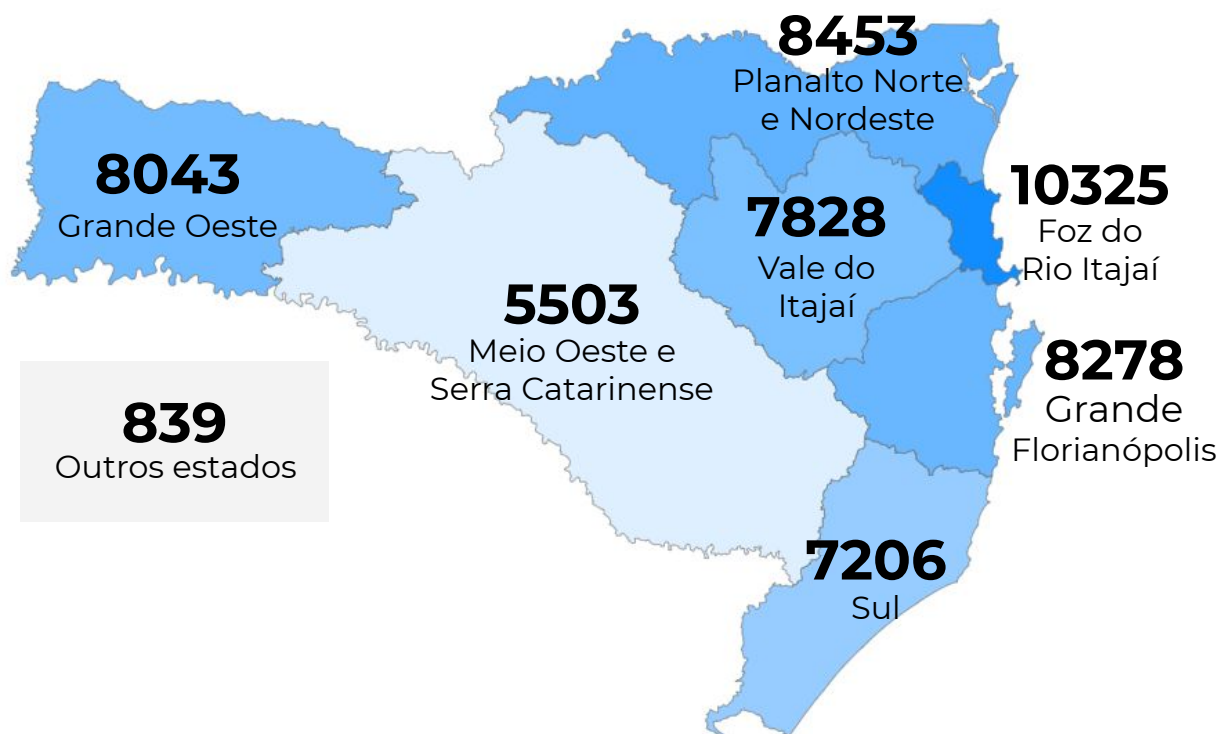 8453
Planalto Norte
e Nordeste
8043
Grande Oeste
7828
Vale do
Itajaí
10325
Foz do
Rio Itajaí
5503
Meio Oeste e
Serra Catarinense
8278
Grande
Florianópolis
839
Outros estados
7206
Sul